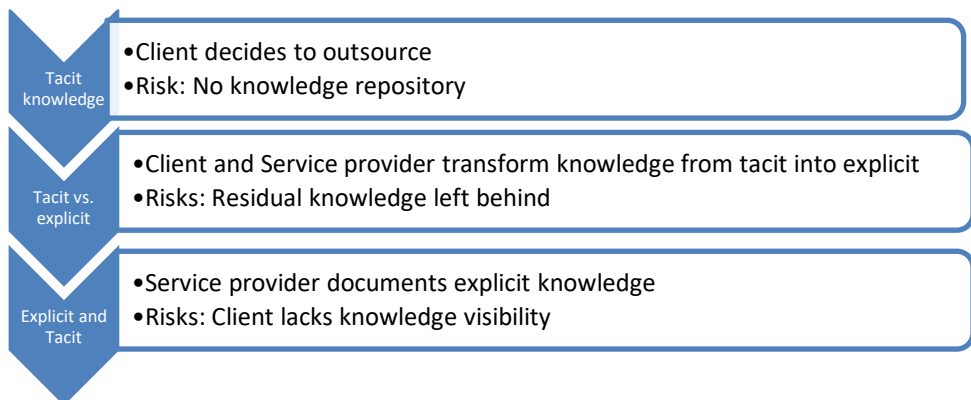 Tacit
knowledge
•Client decides to outsource
•Risk: No knowledge repository
Tacit vs.
explicit
•Client and Service provider transform knowledge from tacit into explicit
•Risks: Residual knowledge left behind
Explicit and
Tacit
•Service provider documents explicit knowledge
•Risks: Client lacks knowledge visibility